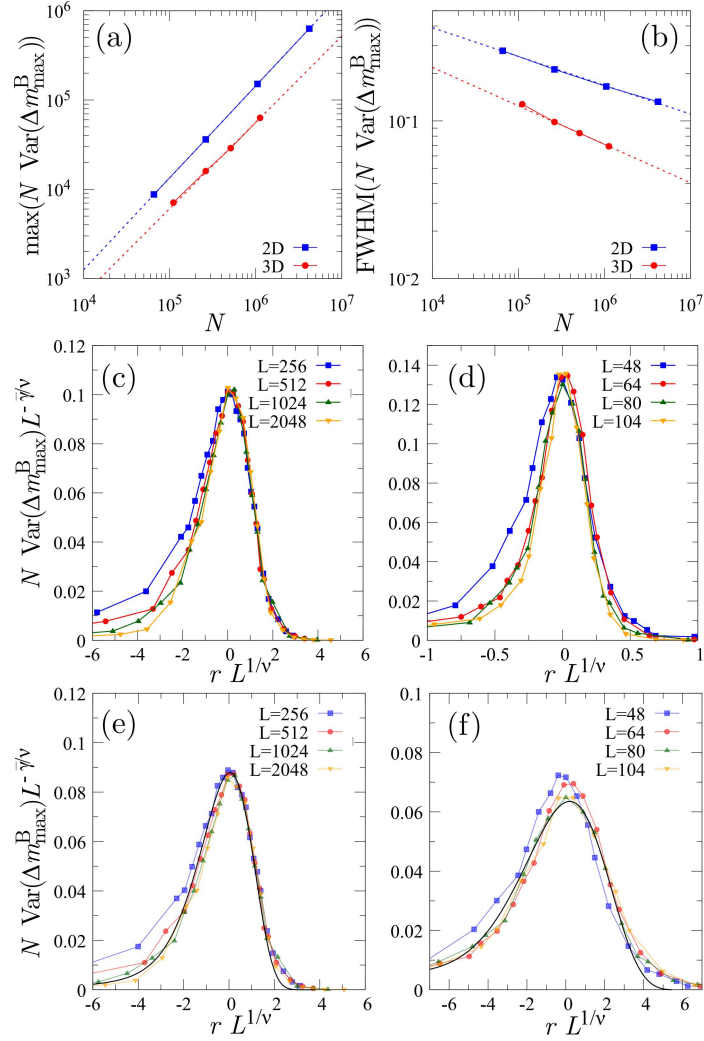 (a)
max(N Var(Δm^B_max))
10^6
10^5
10^4
10^3
10^5
10^6
10^7
N
2D
3D
(b)
FWHM(N Var(Δm^B_max))
10^-1
10^-2
10^5
10^6
10^7
N
2D
3D
(c)
N Var(Δm^B_max)L^-γ̄/ν
0.12
0.1
0.08
0.06
0.04
0.02
0
-6 -4 -2 0 2 4 6
r L^1/ν
L=256
L=512
L=1024
L=2048
(d)
0.14
0.12
0.1
0.08
0.06
0.04
0.02
0
-1 -0.5 0 0.5 1
r L^1/ν
L=48
L=64
L=80
L=104
(e)
N Var(Δm^B_max)L^-γ̄/ν
0.12
0.1
0.08
0.06
0.04
0.02
0
-6 -4 -2 0 2 4 6
r L^1/ν
L=256
L=512
L=1024
L=2048
(f)
0.1
0.08
0.06
0.04
0.02
0
-6 -4 -2 0 2 4 6
r L^1/ν
L=48
L=64
L=80
L=104